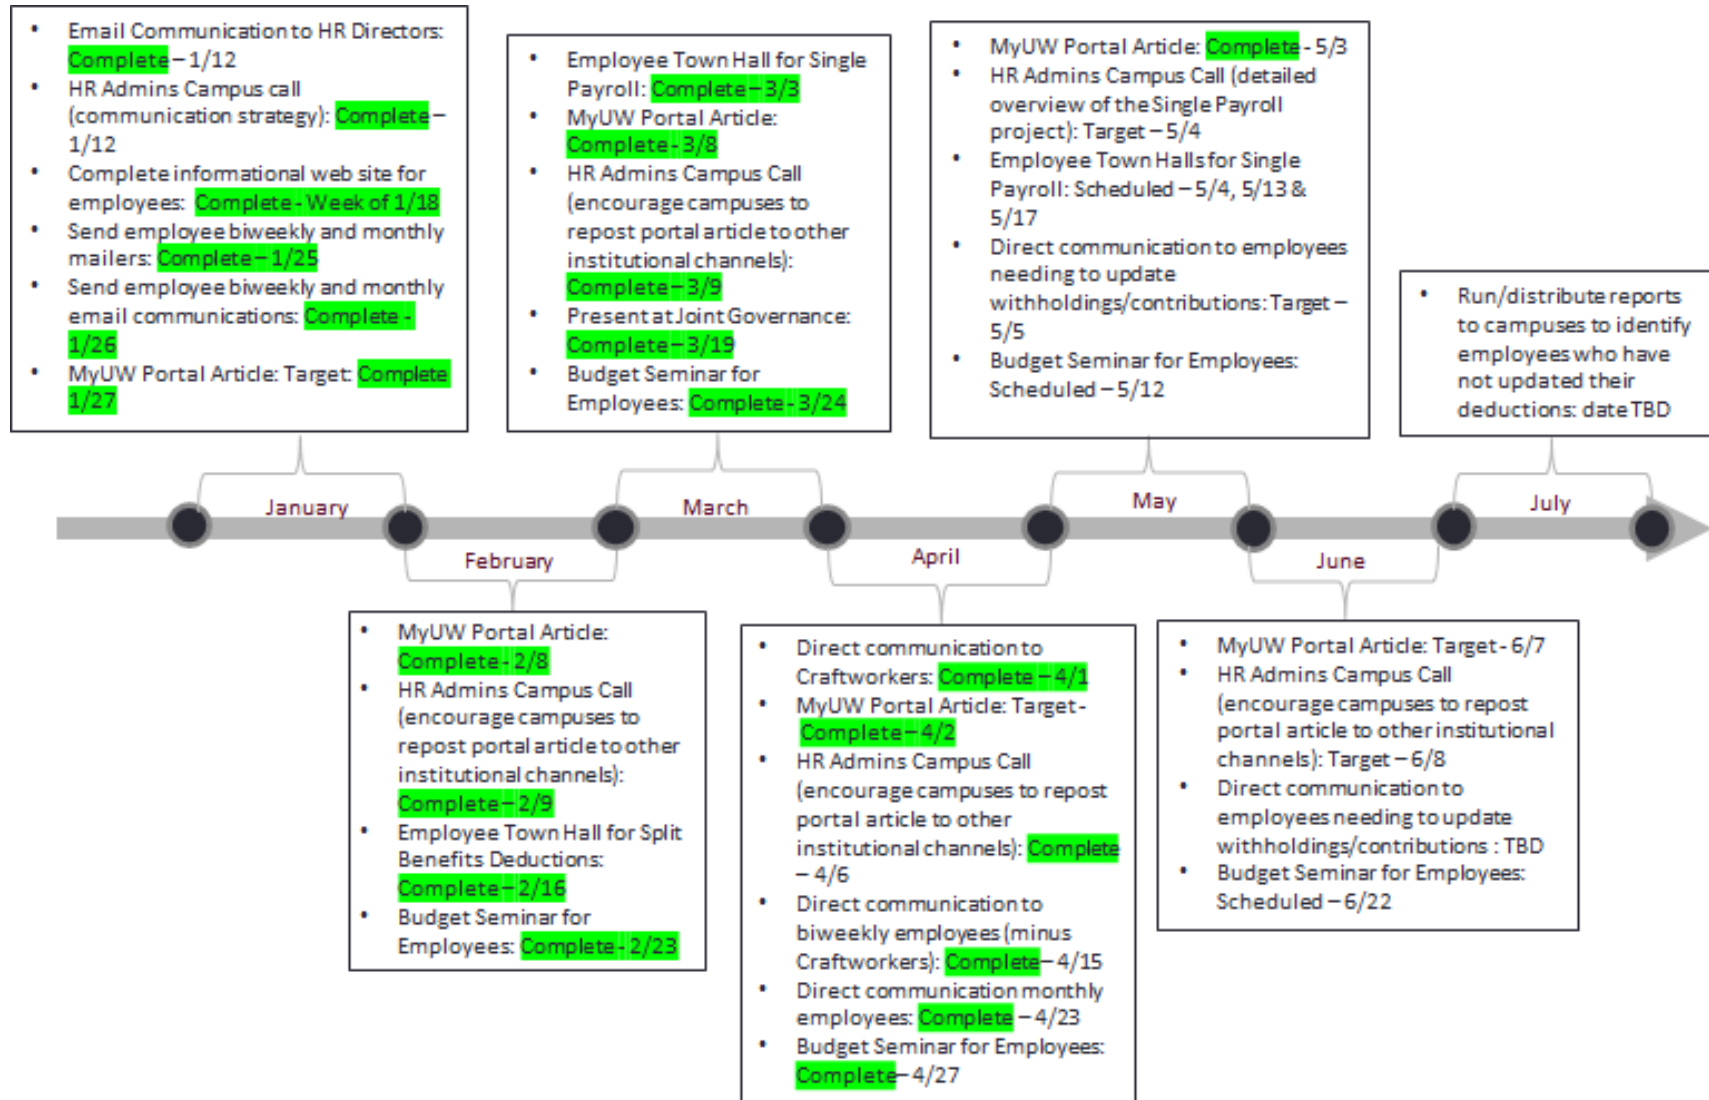 • Email Communication to HR Directors:
Complete – 1/12
• HR Admins Campus call
(communication strategy): Complete –
1/12
• Complete informational web site for
employees: Complete - Week of 1/18
• Send employee biweekly and monthly
mailers: Complete – 1/25
• Send employee biweekly and monthly
email communications: Complete -
1/26
• MyUW Portal Article: Target: Complete
1/27
• Employee Town Hall for Single
Payroll: Complete – 3/3
• MyUW Portal Article:
Complete - 3/8
• HR Admins Campus Call
(encourage campuses to
repost portal article to other
institutional channels):
Complete – 3/9
• Present at Joint Governance:
Complete – 3/19
• Budget Seminar for
Employees: Complete - 3/24
• MyUW Portal Article: Complete - 5/3
• HR Admins Campus Call (detailed
overview of the Single Payroll
project): Target – 5/4
• Employee Town Halls for Single
Payroll: Scheduled – 5/4, 5/13 &
5/17
• Direct communication to employees
needing to update
withholdings/contributions: Target –
5/5
• Budget Seminar for Employees:
Scheduled – 5/12
• Run/distribute reports
to campuses to identify
employees who have
not updated their
deductions: date TBD
January
February
March
April
May
June
July
• MyUW Portal Article:
Complete - 2/8
• HR Admins Campus Call
(encourage campuses to
repost portal article to other
institutional channels):
Complete – 2/9
• Employee Town Hall for Split
Benefits Deductions:
Complete – 2/16
• Budget Seminar for
Employees: Complete - 2/23
• Direct communication to
Craftworkers: Complete – 4/1
• MyUW Portal Article: Target -
Complete – 4/2
• HR Admins Campus Call
(encourage campuses to repost
portal article to other
institutional channels): Complete
– 4/6
• Direct communication to
biweekly employees (minus
Craftworkers): Complete – 4/15
• Direct communication monthly
employees: Complete – 4/23
• Budget Seminar for Employees:
Complete – 4/27
• MyUW Portal Article: Target - 6/7
• HR Admins Campus Call
(encourage campuses to repost
portal article to other institutional
channels): Target – 6/8
• Direct communication to
employees needing to update
withholdings/contributions : TBD
• Budget Seminar for Employees:
Scheduled – 6/22